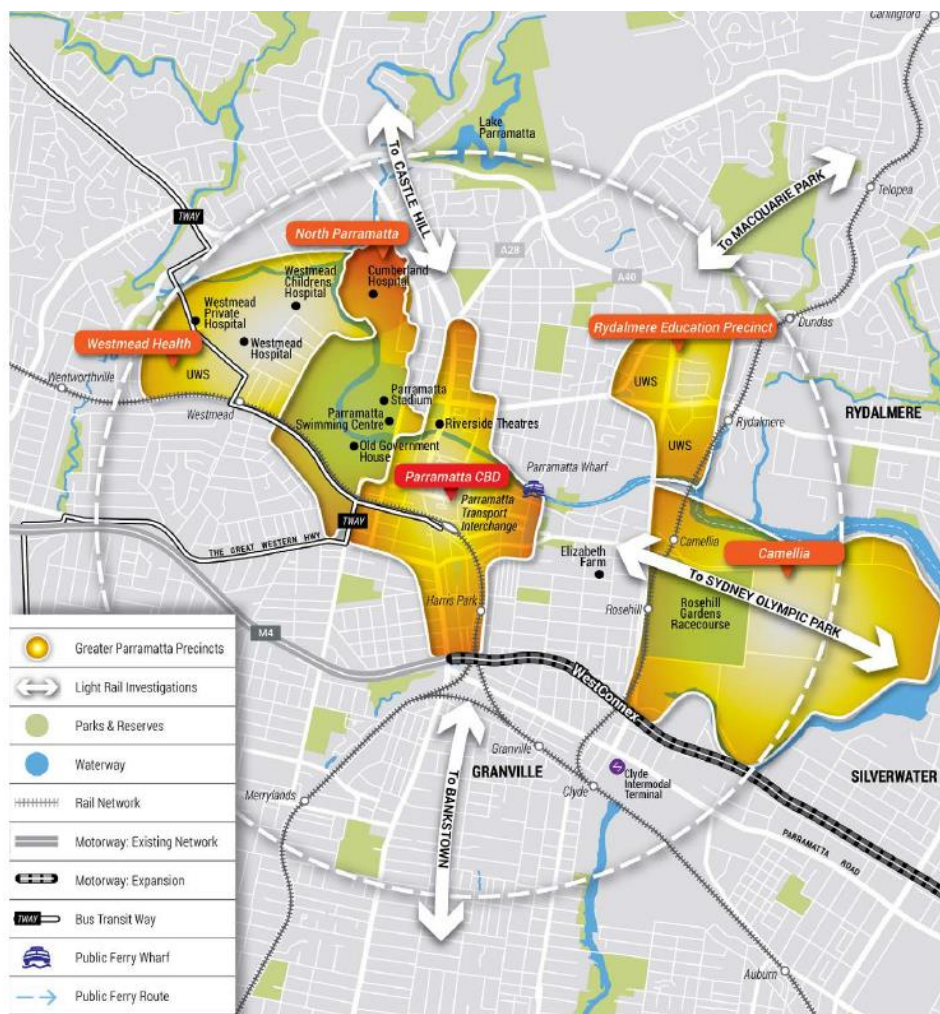 Carlingford
Lake
Parramatta
To CASTLE HILL
To MACQUARIE PARK
Telopea
TWAY
North Parramatta
A28
A40
Westmead
Childrens
Hospital
Cumberland
Hospital
Westmead
Private
Hospital
Westmead
Hospital
Westmead Health
UWS
Rydalmere Education Precinct
Dundas
UWS
Wentworthville
Westmead
Parramatta
Stadium
Parramatta
Swimming Centre
Riverside Theatres
Old Government
House
RYDALMERE
Rydalmere
UWS
Parramatta CBD
Parramatta Wharf
Parramatta
Transport
Interchange
TWAY
THE GREAT WESTERN HWY
Elizabeth
Farm
Camellia
Camellia
To SYDNEY OLYMPIC PARK
Harris Park
Rosehill
Rosehill
Gardens
Racecourse
M4
WestConnex
Granville
GRANVILLE
Clyde
Intermodal
Terminal
Clyde
SILVERWATER
Merrylands
To BANKSTOWN
PARRAMATTA ROAD
Auburn
Greater Parramatta Precincts
Light Rail Investigations
Parks & Reserves
Waterway
Rail Network
Motorway: Existing Network
Motorway: Expansion
TWAY Bus Transit Way
Public Ferry Wharf
Public Ferry Route